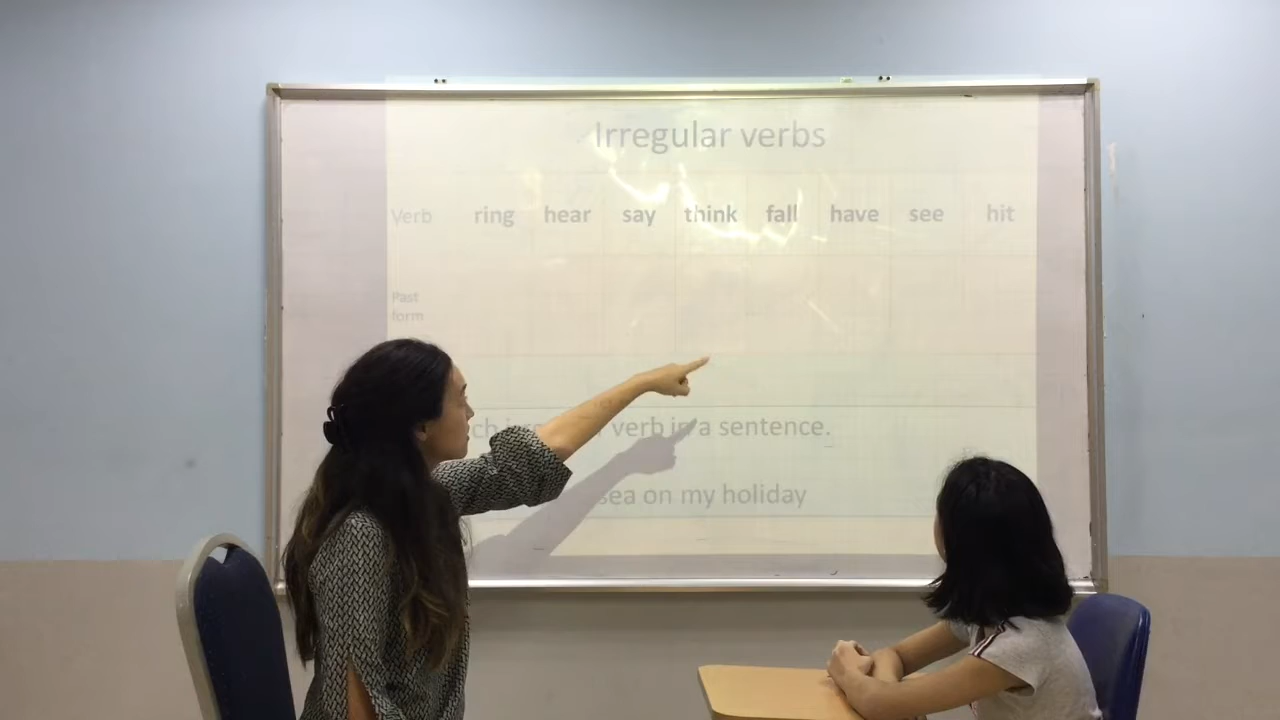 Irregular verbs
Verb ring hear say think fall have see hit
Past
form
verb in a sentence.
sea on my holiday